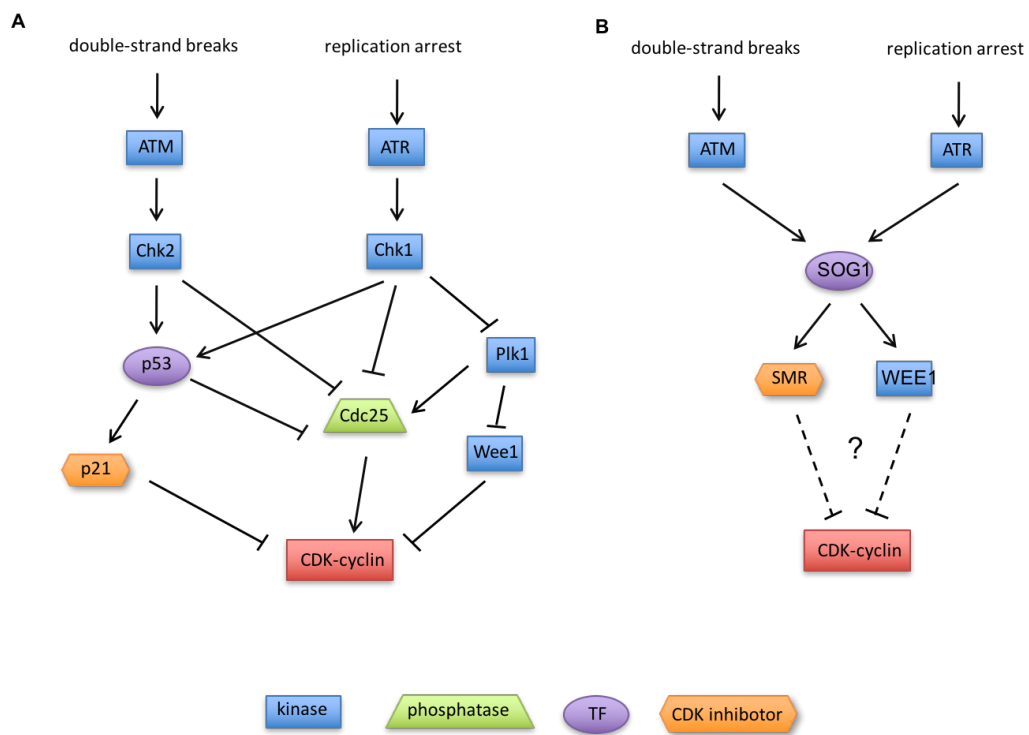 A
double-strand breaks
replication arrest
ATM
ATR
Chk2
Chk1
p53
Plk1
Cdc25
Wee1
p21
CDK-cyclin
B
double-strand breaks
replication arrest
ATM
ATR
SOG1
SMR
WEE1
?
CDK-cyclin
kinase
phosphatase
TF
CDK inhibotor